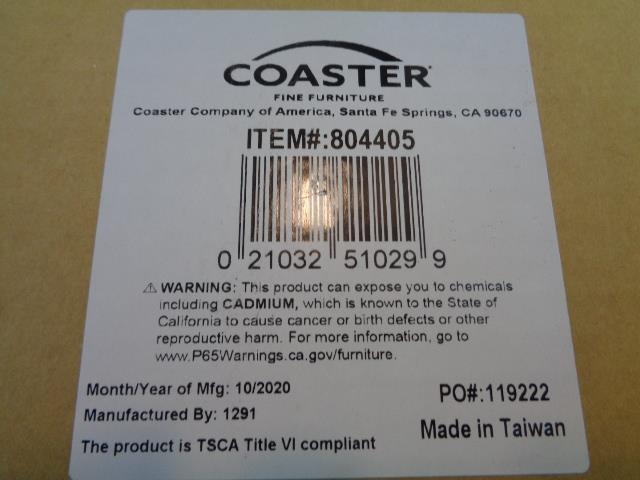 COASTER
FINE FURNITURE
Coaster Company of America, Santa Fe Springs, CA 90670
ITEM#:804405
0 21032 51029 9
⚠ WARNING: This product can expose you to chemicals
including CADMIUM, which is known to the State of
California to cause cancer or birth defects or other
reproductive harm. For more information, go to
www.P65Warnings.ca.gov/furniture.
Month/Year of Mfg: 10/2020
PO#:119222
Manufactured By: 1291
Made in Taiwan
The product is TSCA Title VI compliant